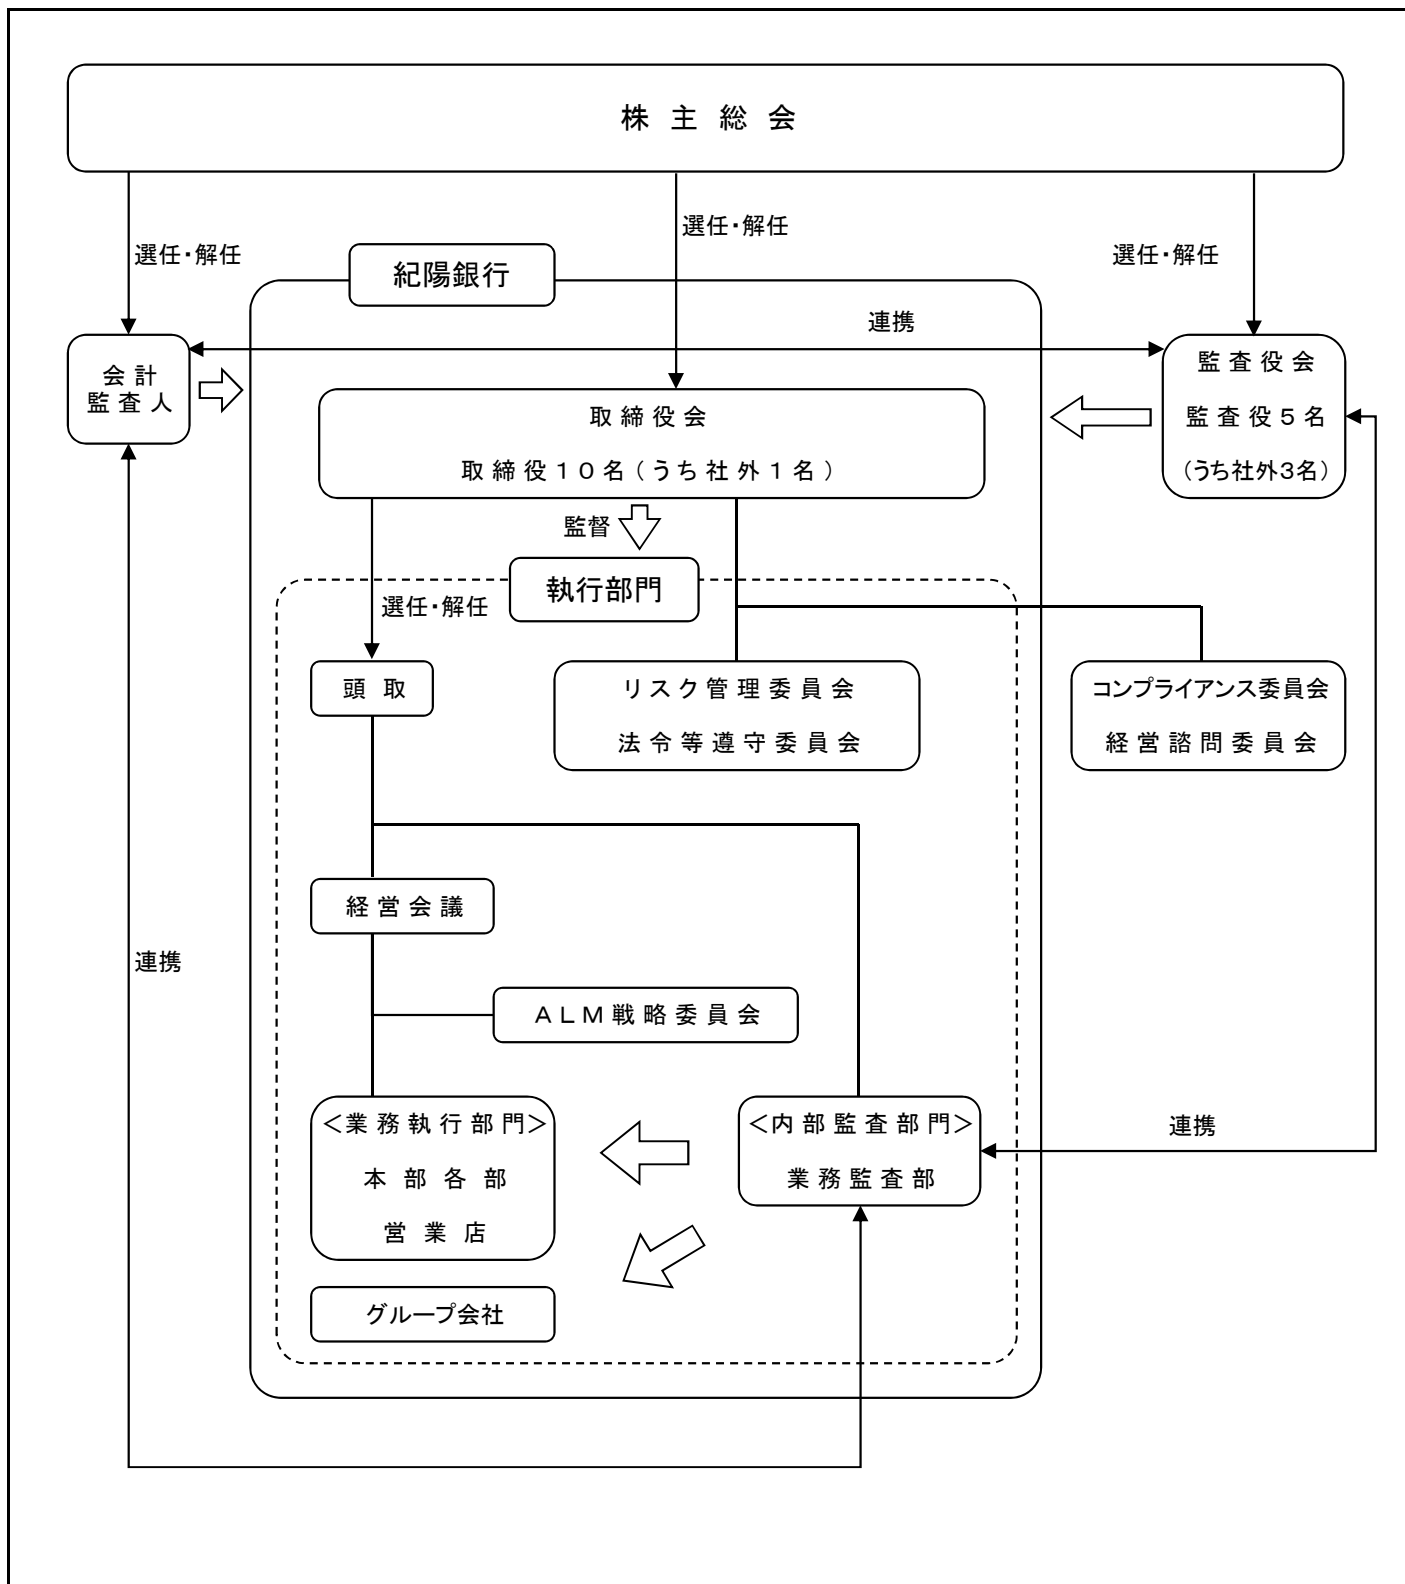 株主総会
選任・解任
選任・解任
選任・解任
紀陽銀行
連携
会計
監査人
監査役会
監査役5名
(うち社外3名)
取締役会
取締役10名(うち社外1名)
監督
執行部門
選任・解任
頭取
リスク管理委員会
法令等遵守委員会
コンプライアンス委員会
経営諮問委員会
経営会議
連携
ALM戦略委員会
<業務執行部門>
本部各部
営業店
<内部監査部門>
業務監査部
連携
グループ会社